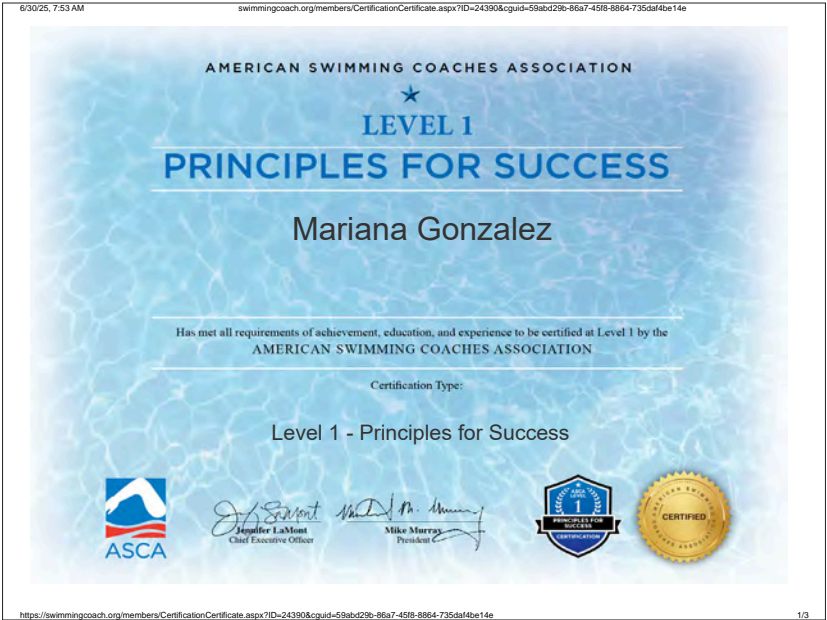 6/30/25, 7:53 AM swimmingcoach.org/members/CertificationCertificate.aspx?ID=24390&cguid=59abd29b-86a7-45f8-8864-735daf4be14e
AMERICAN SWIMMING COACHES ASSOCIATION
LEVEL 1
PRINCIPLES FOR SUCCESS
Mariana Gonzalez
Has met all requirements of achievement, education, and experience to be certified at Level 1 by the
AMERICAN SWIMMING COACHES ASSOCIATION
Certification Type:
Level 1 - Principles for Success
ASCA
Jennifer LaMont
Chief Executive Officer
Mike Murray
President
ASCA
LEVEL
1
PRINCIPLES FOR
SUCCESS
CERTIFICATION
AMERICAN SWIMMING
CERTIFIED
COACHES ASSOCIATION
https://swimmingcoach.org/members/CertificationCertificate.aspx?ID=24390&cguid=59abd29b-86a7-45f8-8864-735daf4be14e 1/3